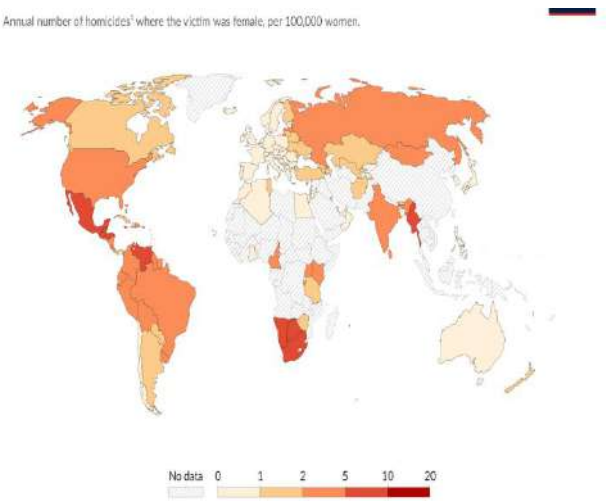 Annual number of homicides¹ where the victim was female, per 100,000 women.
No data 0 1 2 5 10 20